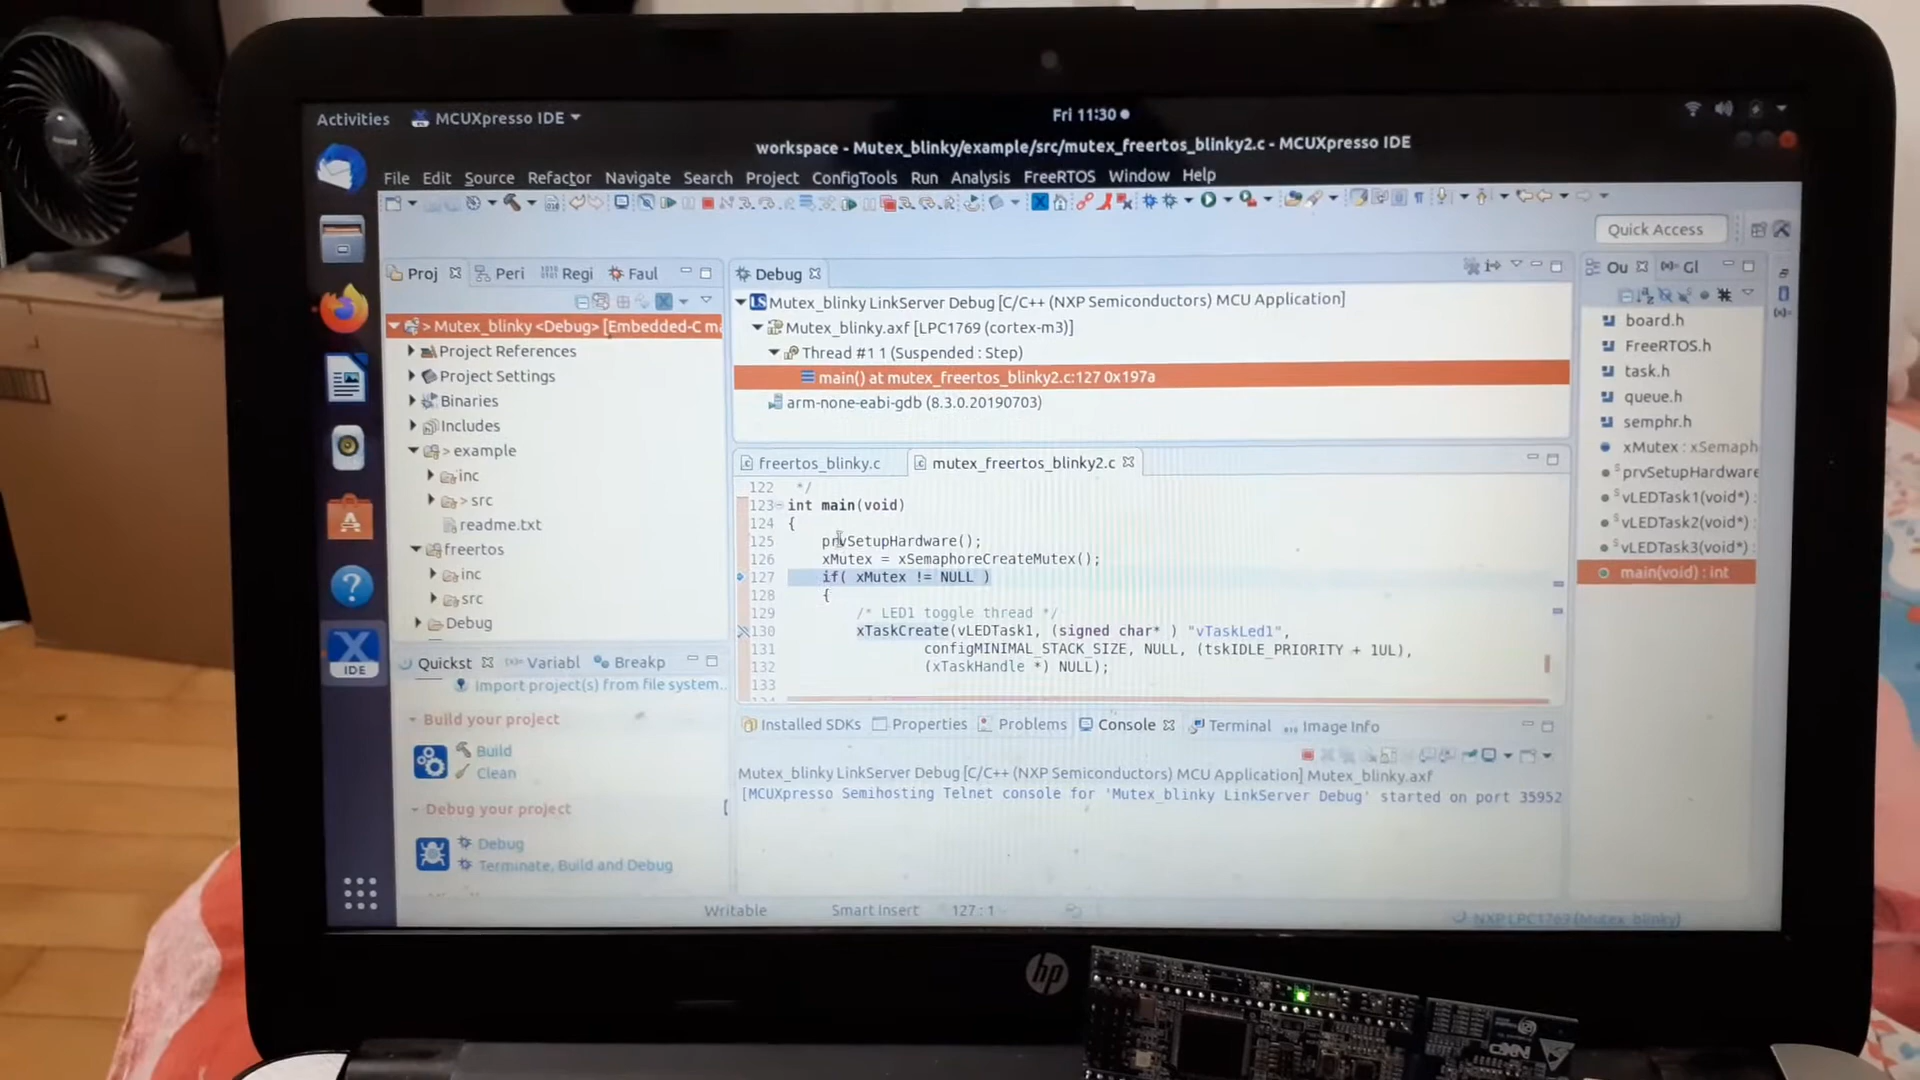 Activities
MCUXpresso IDE
Fri 11:30
workspace - Mutex_blinky/example/src/mutex_freertos_blinky2.c - MCUXpresso IDE
File Edit Source Refactor Navigate Search Project ConfigTools Run Analysis FreeRTOS Window Help
Quick Access
Proj
Peri
Regi
Faul
> Mutex_blinky <Debug> [Embedded-C ma
Project References
Project Settings
Binaries
Includes
> example
inc
> src
readme.txt
freertos
inc
src
Debug
Debug
Mutex_blinky LinkServer Debug [C/C++ (NXP Semiconductors) MCU Application]
Mutex_blinky.axf [LPC1769 (cortex-m3)]
Thread #1 1 (Suspended : Step)
main() at mutex_freertos_blinky2.c:127 0x197a
arm-none-eabi-gdb (8.3.0.20190703)
Ou
Gl
board.h
FreeRTOS.h
task.h
queue.h
semphr.h
xMutex : xSemaph
prvSetupHardware
vLEDTask1(void*) :
vLEDTask2(void*) :
vLEDTask3(void*) :
main(void) : int
freertos_blinky.c
mutex_freertos_blinky2.c
122 */
123 int main(void)
124 {
125 prvSetupHardware();
126 xMutex = xSemaphoreCreateMutex();
127 if( xMutex != NULL )
128 {
129 /* LED1 toggle thread */
130 xTaskCreate(vLEDTask1, (signed char* ) "vTaskLed1",
131 configMINIMAL_STACK_SIZE, NULL, (tskIDLE_PRIORITY + 1UL),
132 (xTaskHandle *) NULL);
133
Quickst
Variabl
Breakp
Import project(s) from file system..
Build your project
Build
Clean
Debug your project
Debug
Terminate, Build and Debug
IDE
Installed SDKs
Properties
Problems
Console
Terminal
Image Info
Mutex_blinky LinkServer Debug [C/C++ (NXP Semiconductors) MCU Application] Mutex_blinky.axf
[MCUXpresso Semihosting Telnet console for 'Mutex_blinky LinkServer Debug' started on port 35952
Writable
Smart Insert
127 : 1
NXP LPC1769 (Mutex_blinky)
hp
NXP